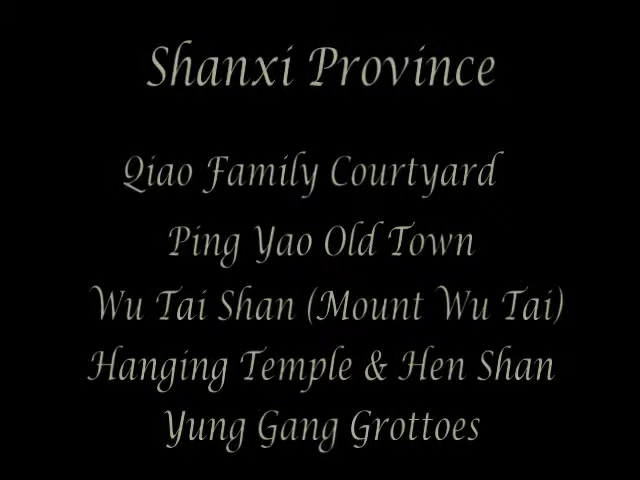 Shanxi Province
Qiao Family Courtyard
Ping Yao Old Town
Wu Tai Shan (Mount Wu Tai)
Hanging Temple & Hen Shan
Yung Gang Grottoes